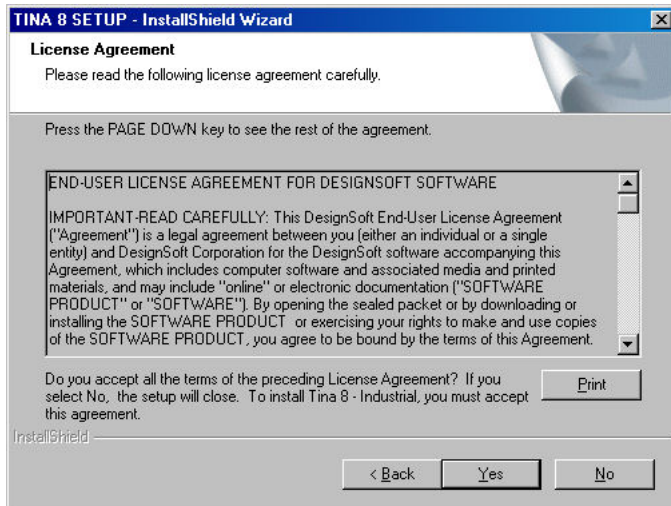 TINA 8 SETUP - InstallShield Wizard
License Agreement
Please read the following license agreement carefully.
Press the PAGE DOWN key to see the rest of the agreement.
END-USER LICENSE AGREEMENT FOR DESIGNSOFT SOFTWARE
IMPORTANT-READ CAREFULLY: This DesignSoft End-User License Agreement
("Agreement") is a legal agreement between you (either an individual or a single
entity) and DesignSoft Corporation for the DesignSoft software accompanying this
Agreement, which includes computer software and associated media and printed
materials, and may include "online" or electronic documentation ("SOFTWARE
PRODUCT" or "SOFTWARE"). By opening the sealed packet or by downloading or
installing the SOFTWARE PRODUCT  or exercising your rights to make and use copies
of the SOFTWARE PRODUCT, you agree to be bound by the terms of this Agreement.
Do you accept all the terms of the preceding License Agreement?  If you
select No,  the setup will close.  To install Tina 8 - Industrial, you must accept
this agreement.
Print
InstallShield
< Back
Yes
No